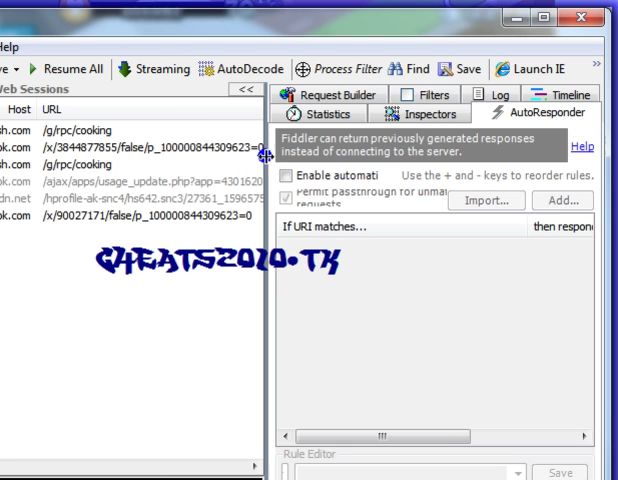 Help
Resume All Streaming AutoDecode Process Filter Find Save Launch IE »
Web Sessions <<
Host URL
sh.com /g/rpc/cooking
ok.com /x/3844877855/false/p_100000844309623=0
sh.com /g/rpc/cooking
ok.com /ajax/apps/usage_update.php?app=4301620
dn.net /hprofile-ak-snc4/hs642.snc3/27361_1596575
ok.com /x/90027171/false/p_100000844309623=0
Request Builder Filters Log Timeline
Statistics Inspectors AutoResponder
Fiddler can return previously generated responses
instead of connecting to the server.
Help
Enable automati Use the + and - keys to reorder rules.
Permit passthrough for unmat
requests
Import... Add...
If URI matches... then respon
CHEATS2010.TK
Rule Editor
Save